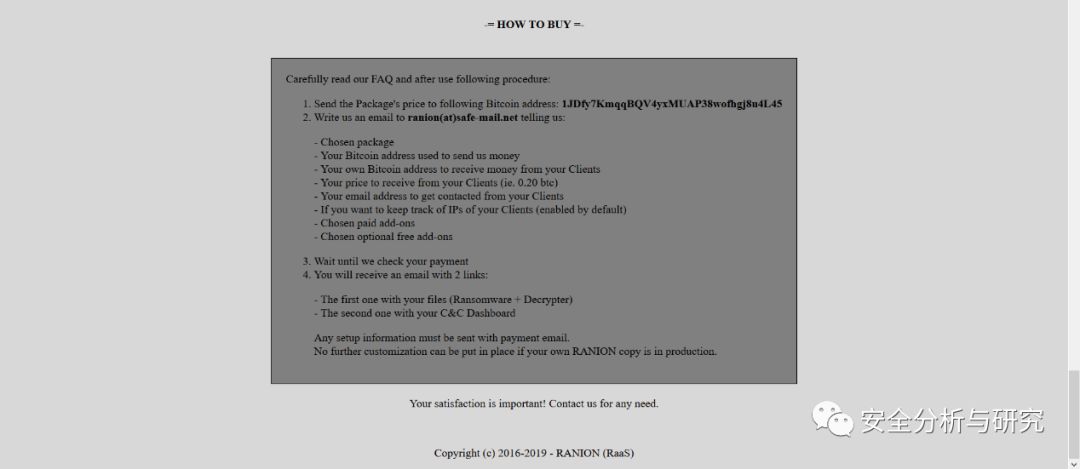 -= HOW TO BUY =-
Carefully read our FAQ and after use following procedure:
1. Send the Package's price to following Bitcoin address: 1JDfy7KmqqBQV4yxMUAP38wofhgj8u4L45
2. Write us an email to ranion(at)safe-mail.net telling us:
- Chosen package
- Your Bitcoin address used to send us money
- Your own Bitcoin address to receive money from your Clients
- Your price to receive from your Clients (ie. 0.20 btc)
- Your email address to get contacted from your Clients
- If you want to keep track of IPs of your Clients (enabled by default)
- Chosen paid add-ons
- Chosen optional free add-ons
3. Wait until we check your payment
4. You will receive an email with 2 links:
- The first one with your files (Ransomware + Decrypter)
- The second one with your C&C Dashboard
Any setup information must be sent with payment email.
No further customization can be put in place if your own RANION copy is in production.
Your satisfaction is important! Contact us for any need.
安全分析与研究
Copyright (c) 2016-2019 - RANION (RaaS)